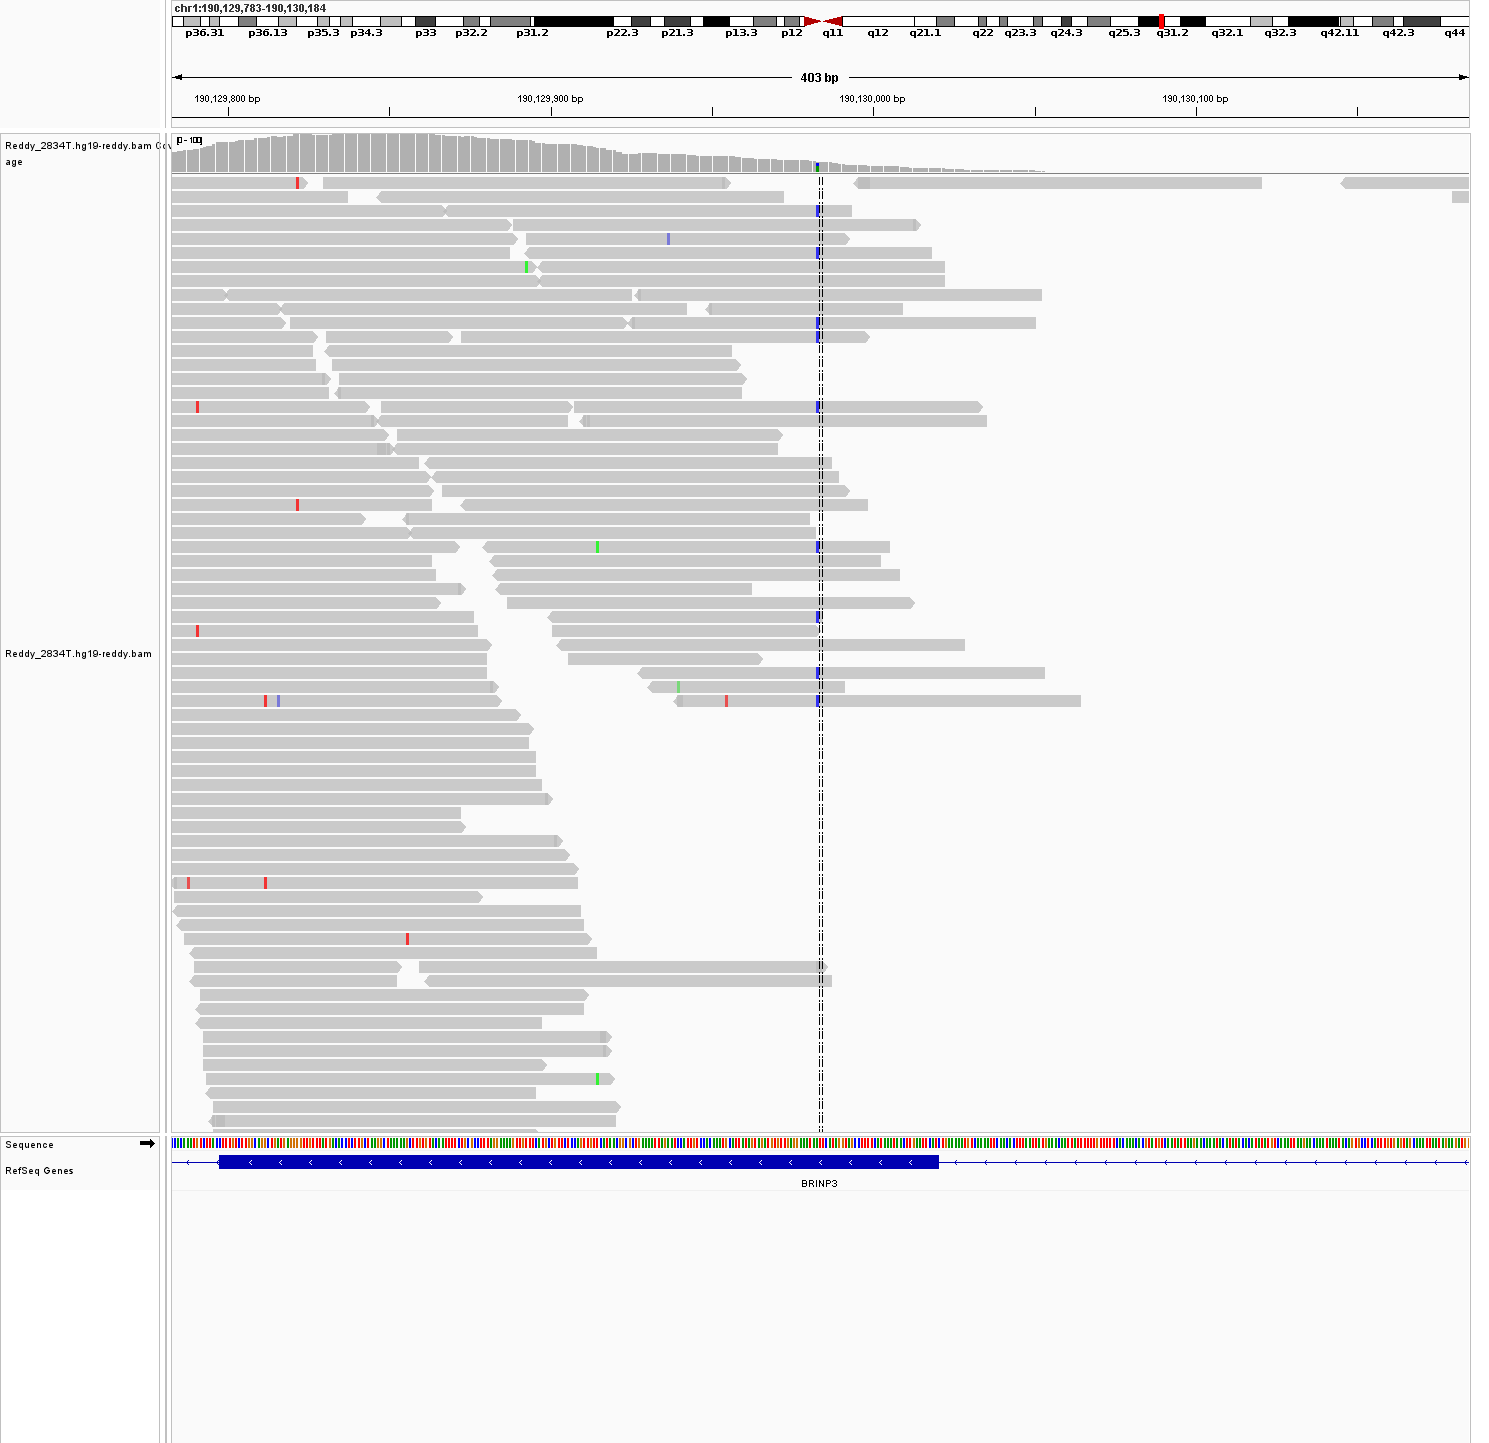 chr1:190,129,783-190,130,184
p36.31 p36.13 p35.3 p34.3 p33 p32.2 p31.2 p22.3 p21.3 p13.3 p12 q11 q12 q21.1 q22 q23.3 q24.3 q25.3 q31.2 q32.1 q32.3 q42.11 q42.3 q44
403 bp
190,129,800 bp 190,129,900 bp 190,130,000 bp 190,130,100 bp
[0 - 100]
Reddy_2834T.hg19-reddy.bam Cov
age
Reddy_2834T.hg19-reddy.bam
Sequence
RefSeq Genes
BRINP3